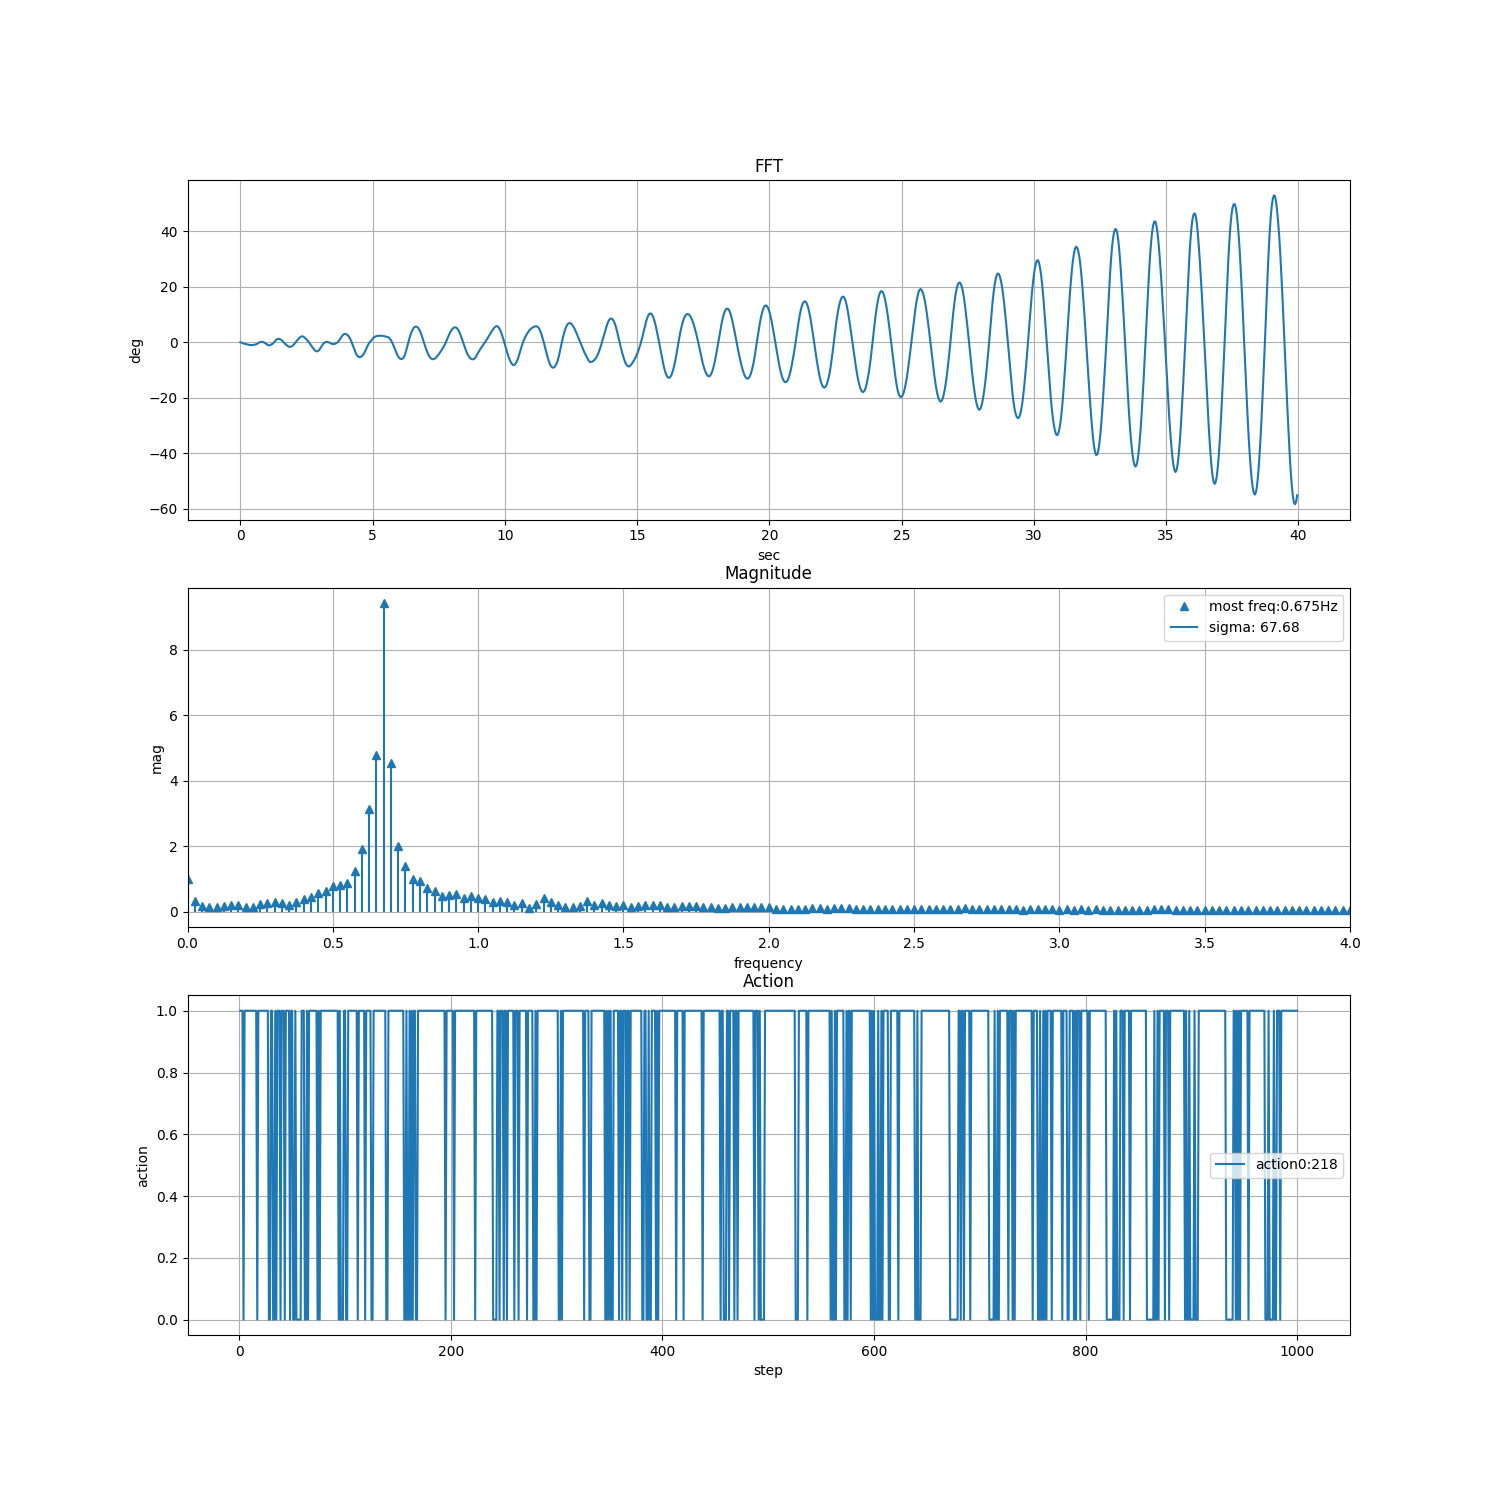 FFT
40
20
0
−20
−40
−60
deg
0 5 10 15 20 25 30 35 40
sec
Magnitude
most freq:0.675Hz
sigma: 67.68
8
6
4
2
0
mag
0.0 0.5 1.0 1.5 2.0 2.5 3.0 3.5 4.0
frequency
Action
1.0
0.8
0.6
0.4
0.2
0.0
action
action0:218
0 200 400 600 800 1000
step